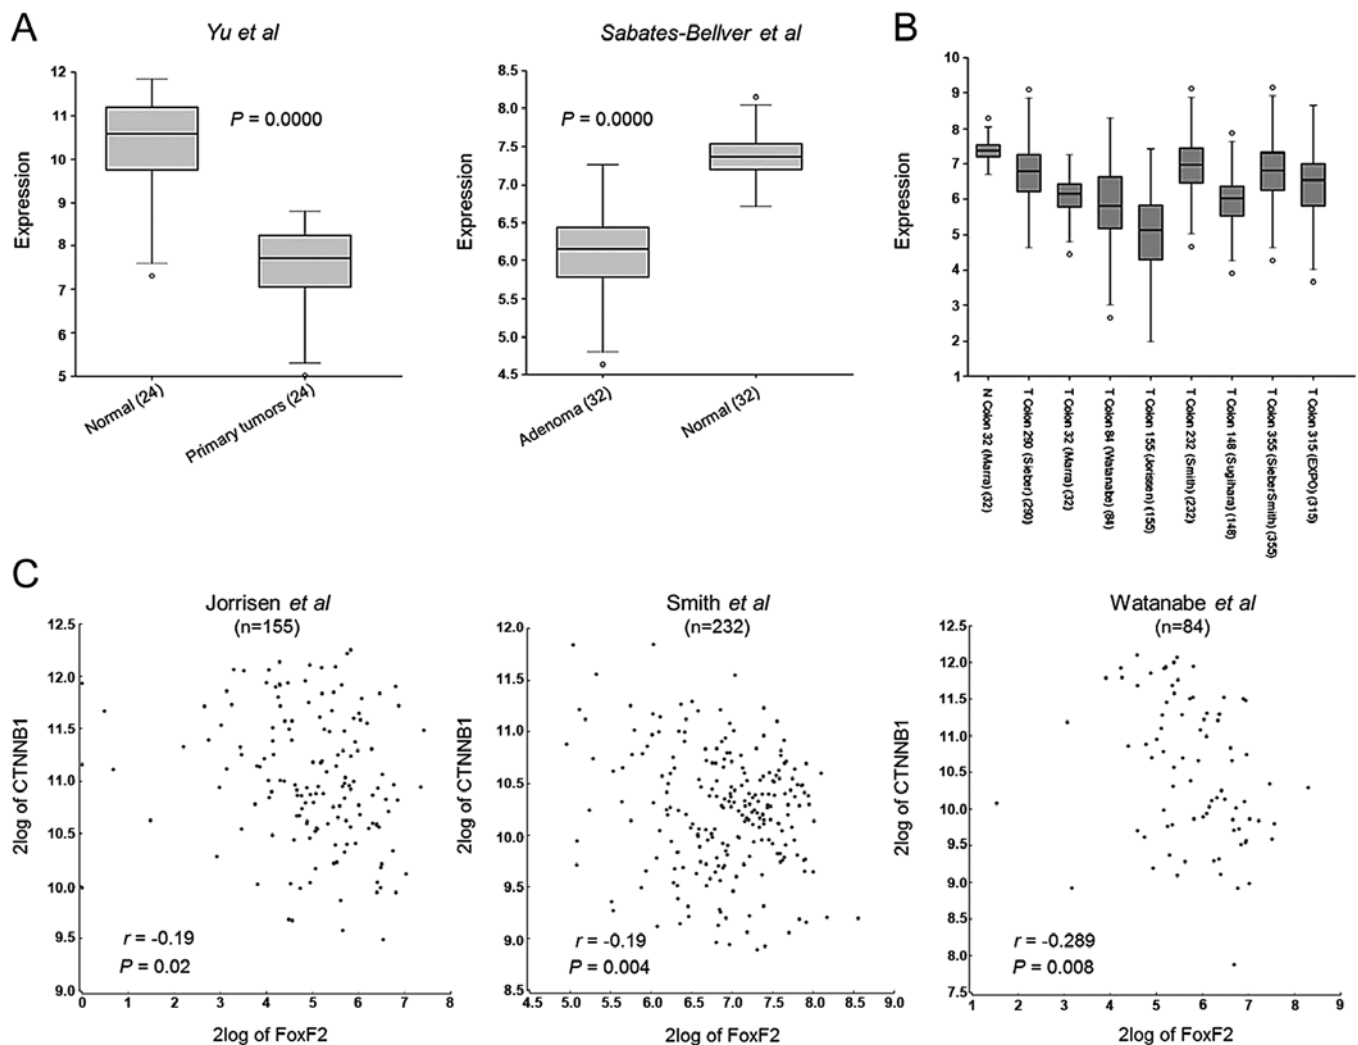 A
Yu et al
Expression
12
11
10
9
8
7
6
5
P = 0.0000
Normal (24)
Primary tumors (24)
Sabates-Bellver et al
Expression
8.5
8.0
7.5
7.0
6.5
6.0
5.5
5.0
4.5
P = 0.0000
Adenoma (32)
Normal (32)
B
Expression
10
9
8
7
6
5
4
3
2
1
N Colon 32 (Marra) (32)
T Colon 290 (Sieber) (290)
T Colon 32 (Marra) (32)
T Colon 84 (Watanabe) (84)
T Colon 155 (Jorissen) (155)
T Colon 232 (Smith) (232)
T Colon 148 (Sugihara) (148)
T Colon 355 (SieberSmith) (355)
T Colon 315 (EXPO) (315)
C
Jorrisen et al
(n=155)
2log of CTNNB1
12.5
12.0
11.5
11.0
10.5
10.0
9.5
9.0
r = -0.19
P = 0.02
0 1 2 3 4 5 6 7 8
2log of FoxF2
Smith et al
(n=232)
2log of CTNNB1
12.0
11.5
11.0
10.5
10.0
9.5
9.0
8.5
r = -0.19
P = 0.004
4.5 5.0 5.5 6.0 6.5 7.0 7.5 8.0 8.5 9.0
2log of FoxF2
Watanabe et al
(n=84)
2log of CTNNB1
12.5
12.0
11.5
11.0
10.5
10.0
9.5
9.0
8.5
8.0
7.5
r = -0.289
P = 0.008
1 2 3 4 5 6 7 8 9
2log of FoxF2